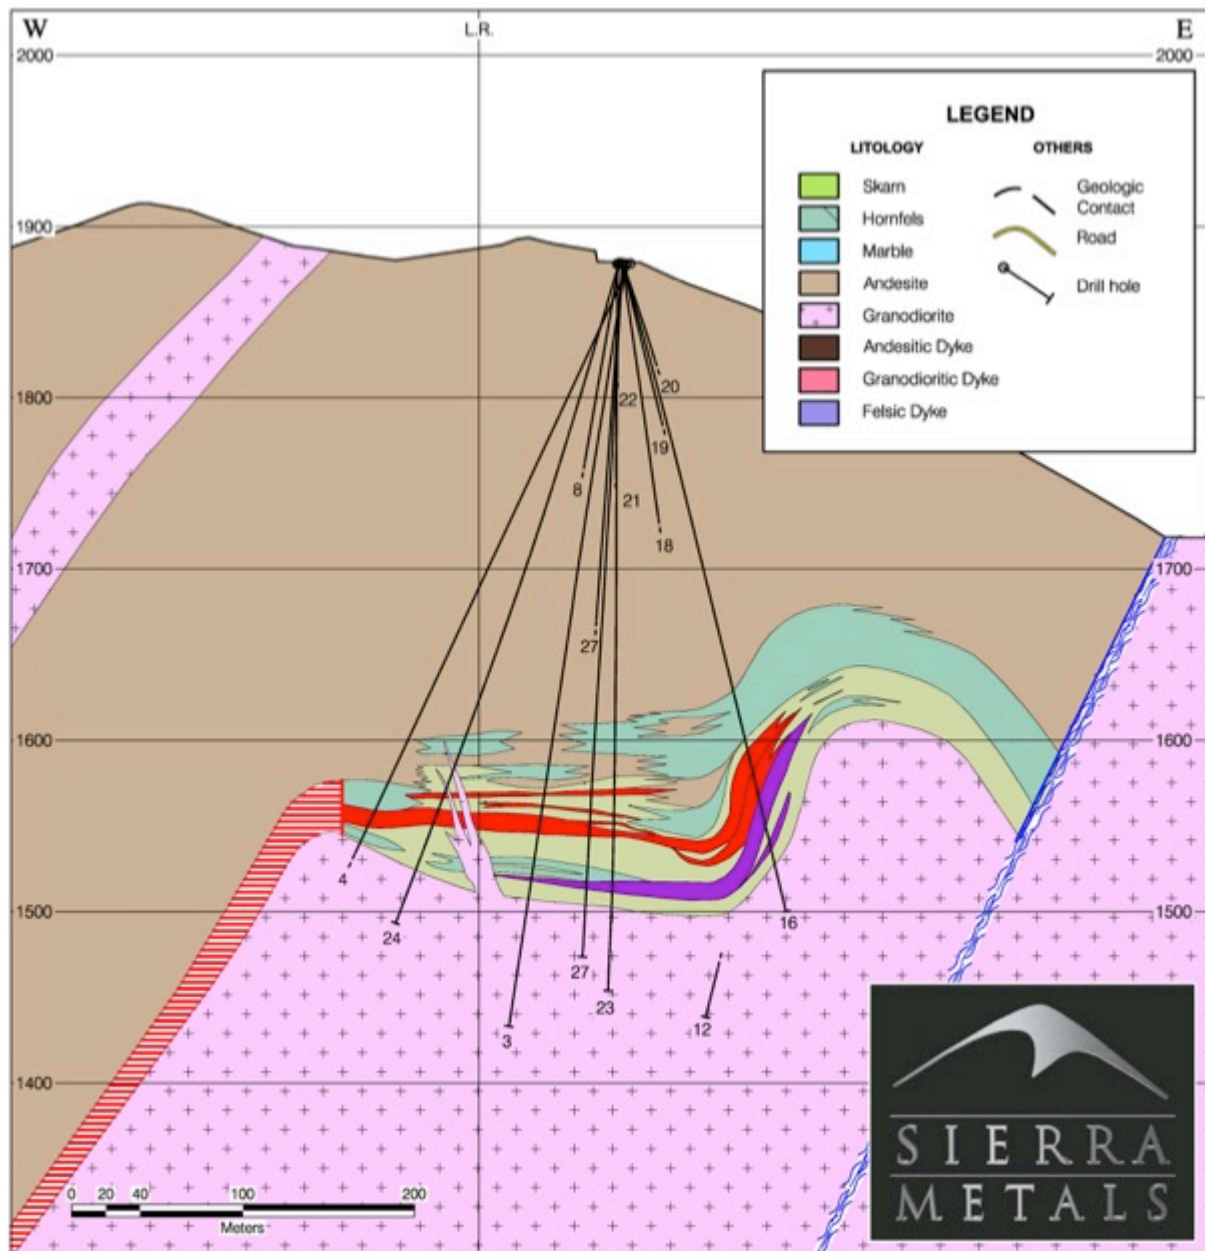 W
L.R.
E
2000
2000
LEGEND
LITOLOGY
OTHERS
Skarn
Hornfels
Marble
Andesite
Granodiorite
Andesitic Dyke
Granodioritic Dyke
Felsic Dyke
Geologic
Contact
Road
Drill hole
1900
1800
20
22
19
8
21
18
1700
1700
27
1600
1600
4
1500
1500
24
16
27
23
12
3
1400
0 20 40 100 200
Meters
SIERRA
METALS